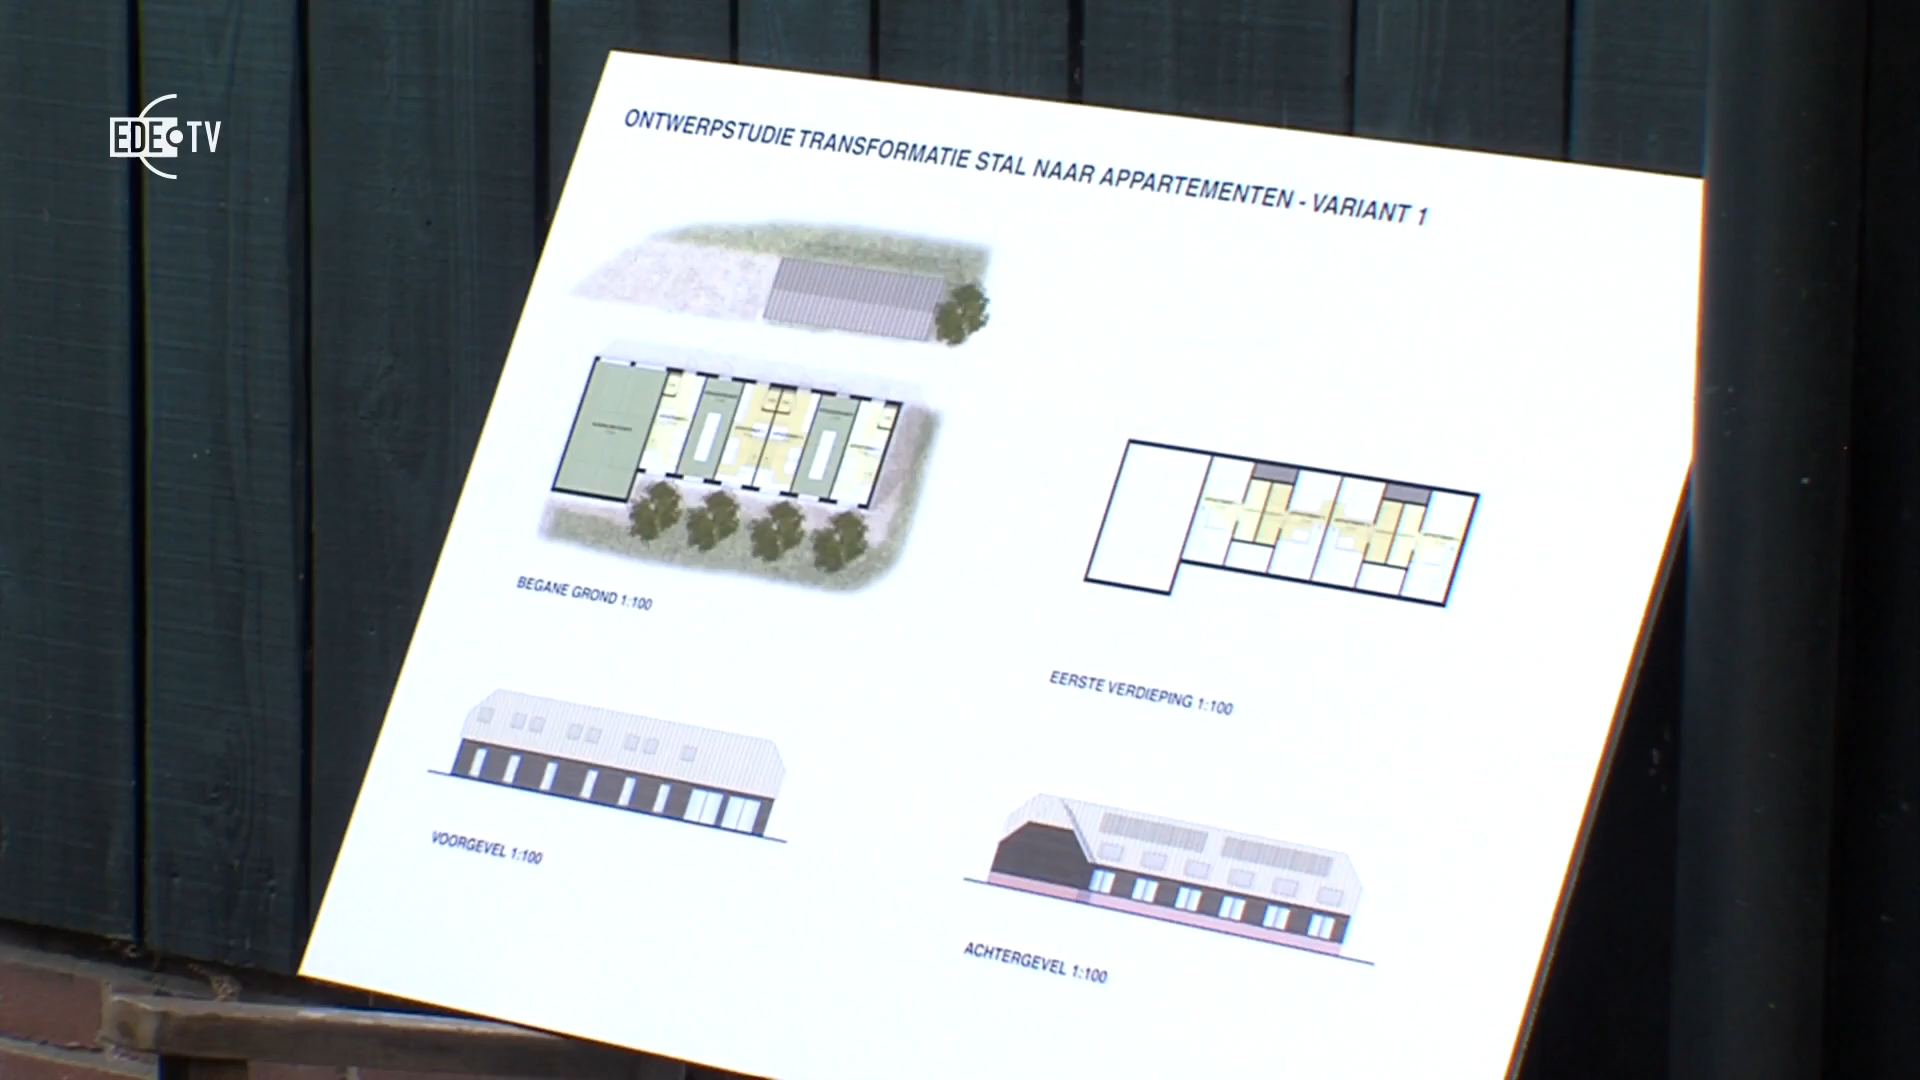 EDE TV
ONTWERPSTUDIE TRANSFORMATIE STAL NAAR APPARTEMENTEN - VARIANT 1
BEGANE GROND 1:100
EERSTE VERDIEPING 1:100
VOORGEVEL 1:100
ACHTERGEVEL 1:100